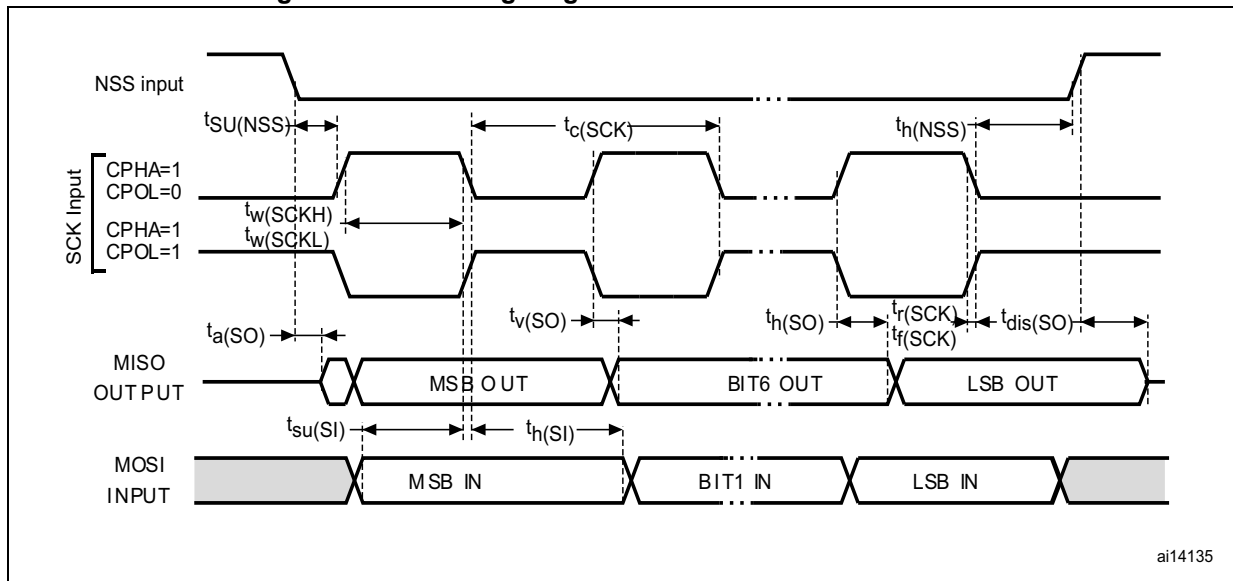 NSS input
tSU(NSS)
tc(SCK)
th(NSS)
SCK Input
CPHA=1
CPOL=0
tw(SCKH)
CPHA=1
tw(SCKL)
CPOL=1
ta(SO)
tv(SO)
th(SO)
tr(SCK)
tf(SCK)
tdis(SO)
MISO
OUTPUT
MSB OUT
BIT6 OUT
LSB OUT
tsu(SI)
th(SI)
MOSI
INPUT
MSB IN
BIT1 IN
LSB IN
ai14135